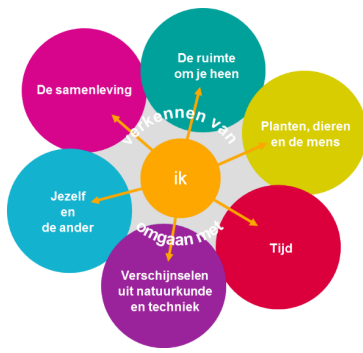 De ruimte
om je heen
De samenleving
verkennen van
Planten, dieren
en de mens
ik
Jezelf
en
de ander
omgaan met
Tijd
Verschijnselen
uit natuurkunde
en techniek